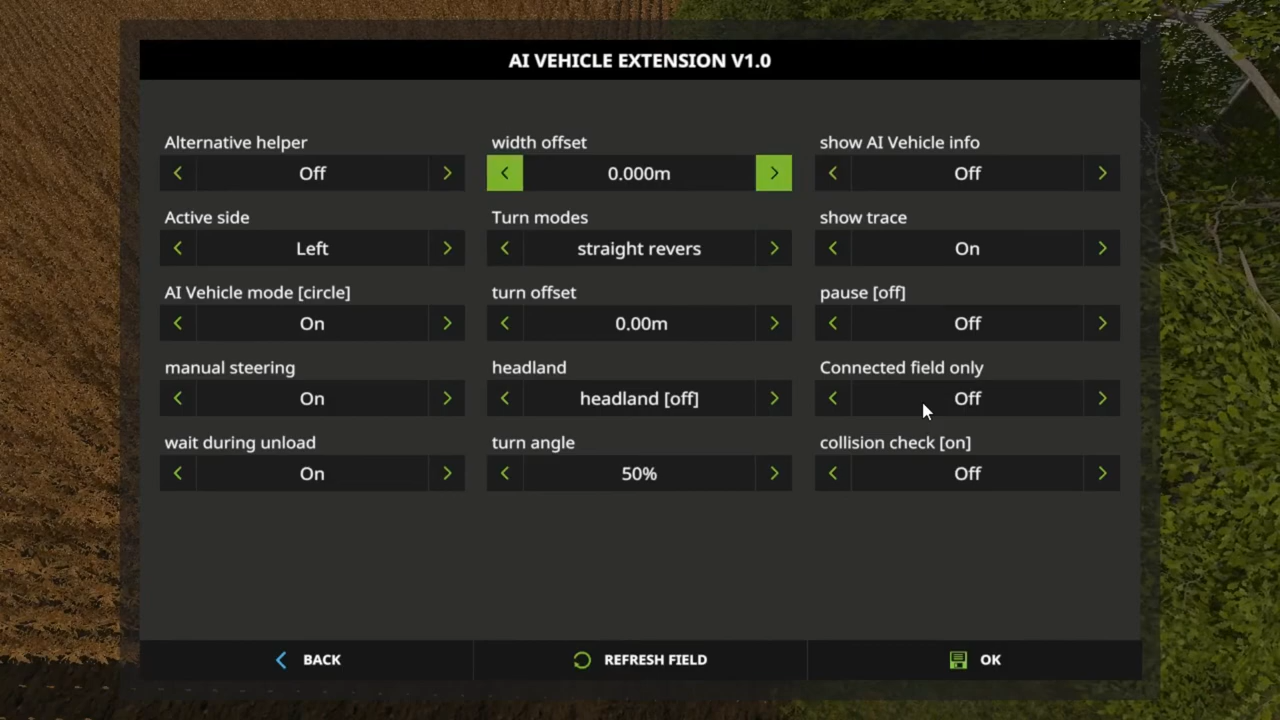 AI VEHICLE EXTENSION V1.0
Alternative helper
Off
width offset
0.000m
show AI Vehicle info
Off
Active side
Left
Turn modes
straight revers
show trace
On
AI Vehicle mode [circle]
On
turn offset
0.00m
pause [off]
Off
manual steering
On
headland
headland [off]
Connected field only
Off
wait during unload
On
turn angle
50%
collision check [on]
Off
BACK
REFRESH FIELD
OK